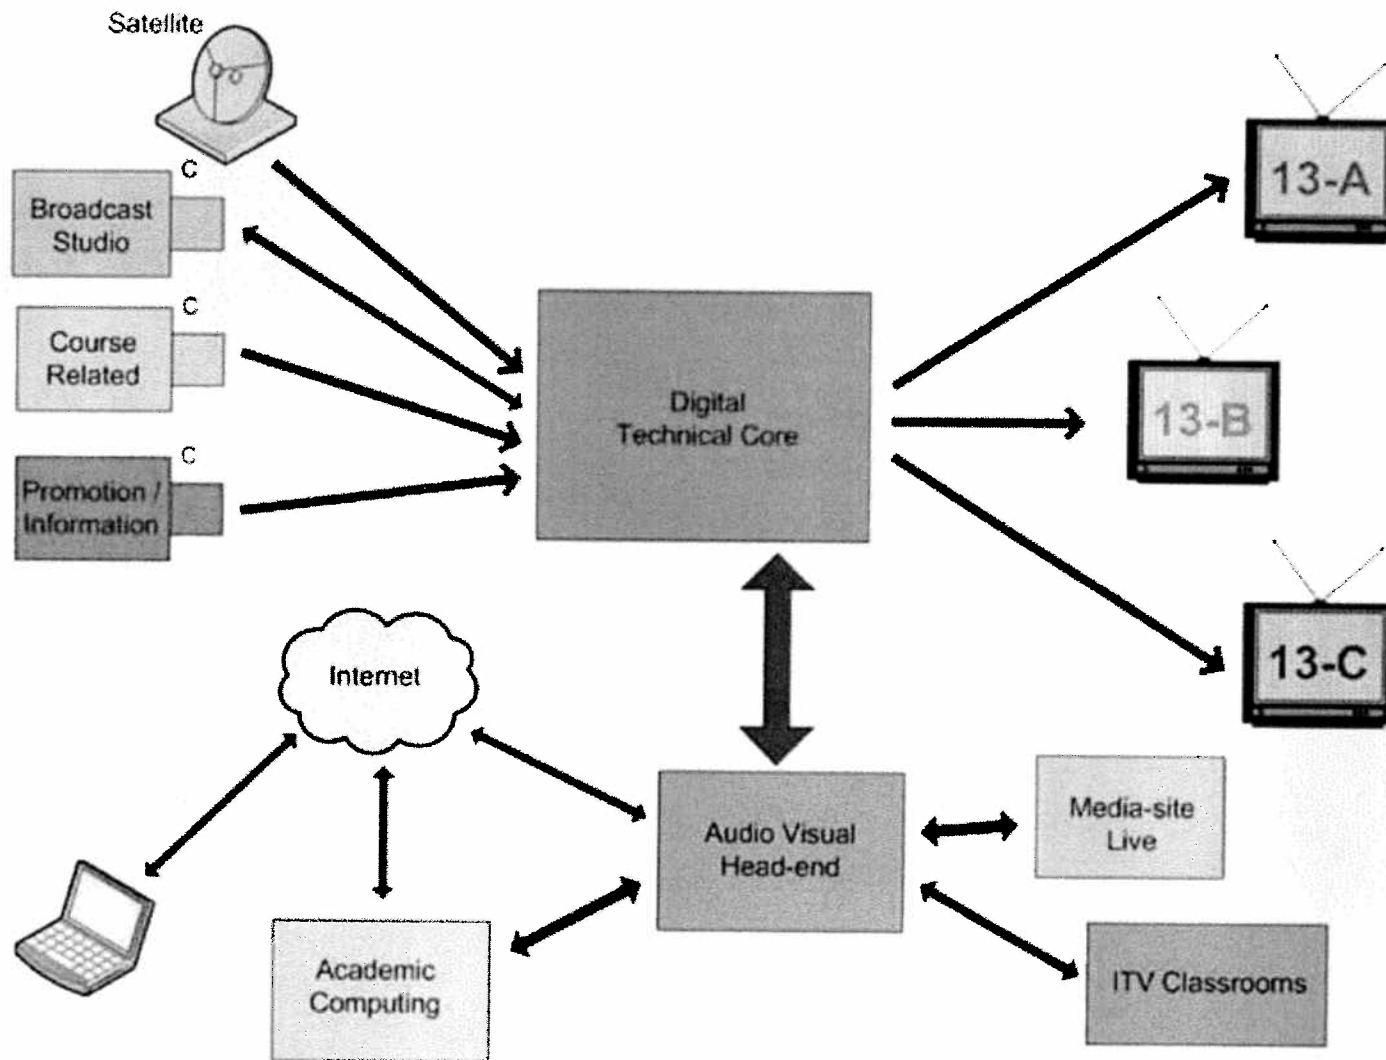 Satellite
C
Broadcast
Studio
C
Course
Related
C
Promotion /
Information
Digital
Technical Core
13-A
13-B
13-C
Internet
Audio Visual
Head-end
Media-site
Live
Academic
Computing
ITV Classrooms